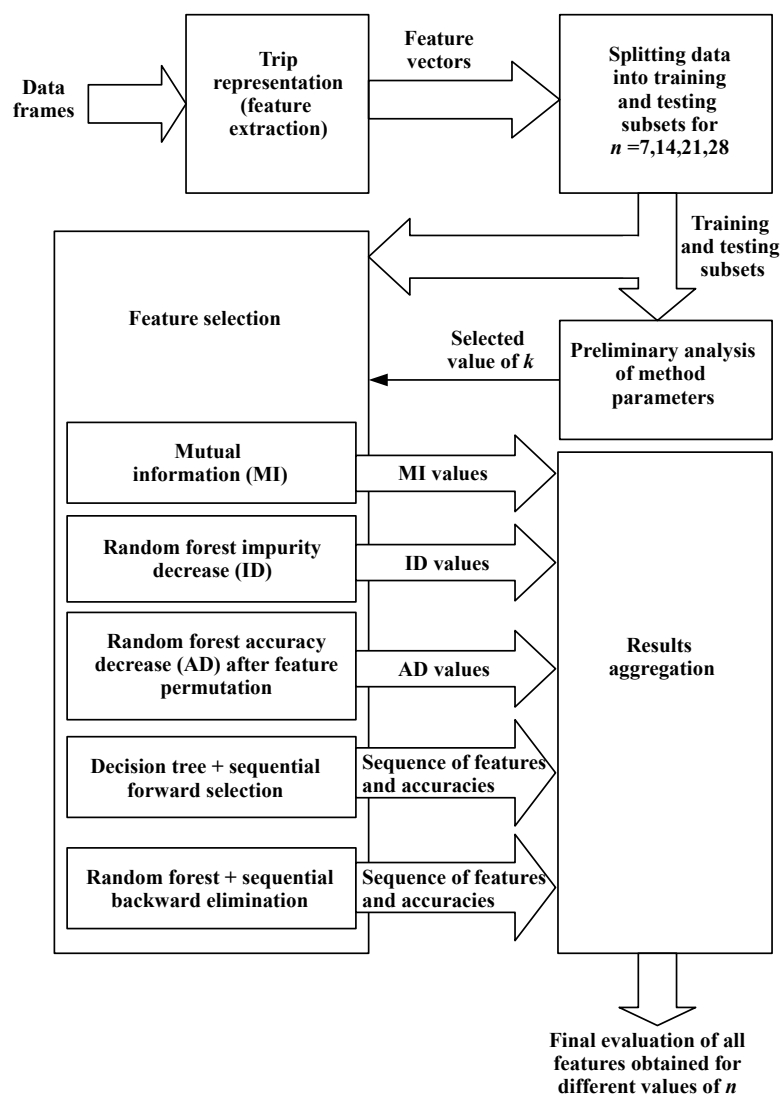 Data
frames
Trip
representation
(feature
extraction)
Feature
vectors
Splitting data
into training
and testing
subsets for
n =7,14,21,28
Training
and testing
subsets
Feature selection
Selected
value of k
Preliminary analysis
of method
parameters
Mutual
information (MI)
MI values
Random forest impurity
decrease (ID)
ID values
Random forest accuracy
decrease (AD) after feature
permutation
AD values
Results
aggregation
Decision tree + sequential
forward selection
Sequence of features
and accuracies
Random forest + sequential
backward elimination
Sequence of features
and accuracies
Final evaluation of all
features obtained for
different values of n